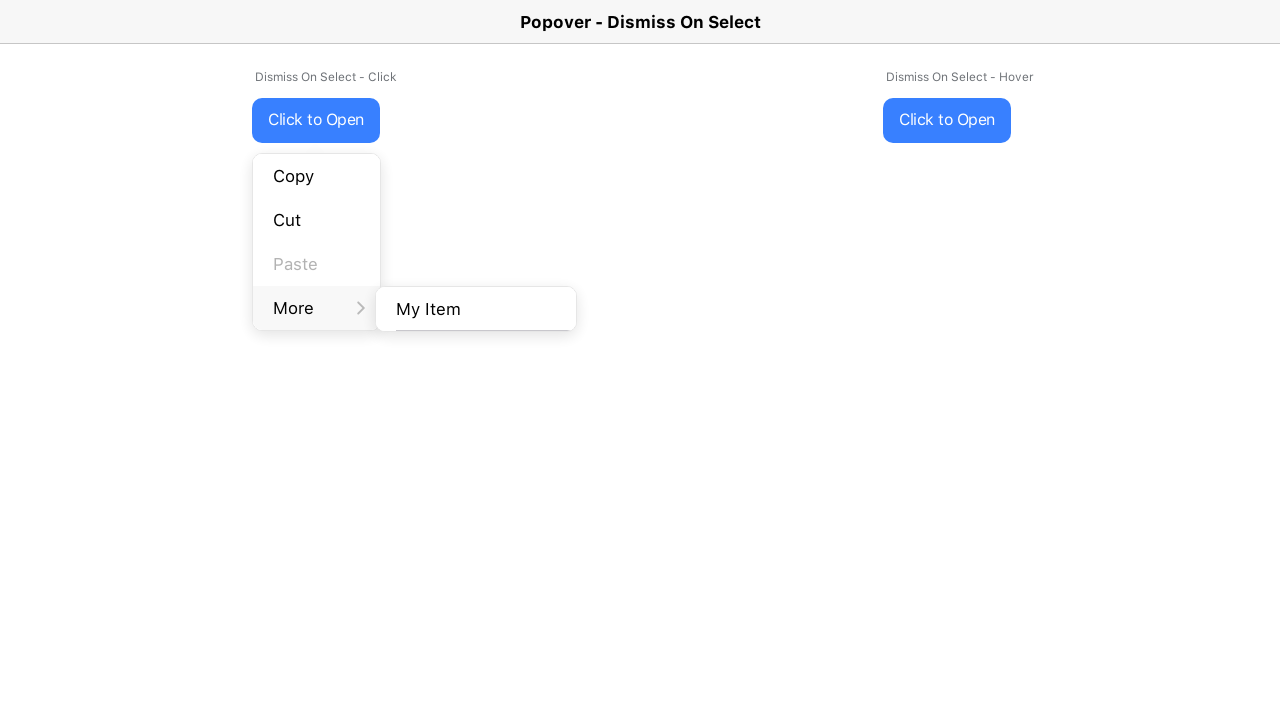 Popover - Dismiss On Select
Dismiss On Select - Click
Dismiss On Select - Hover
Click to Open
Click to Open
Copy
Cut
Paste
More
My Item